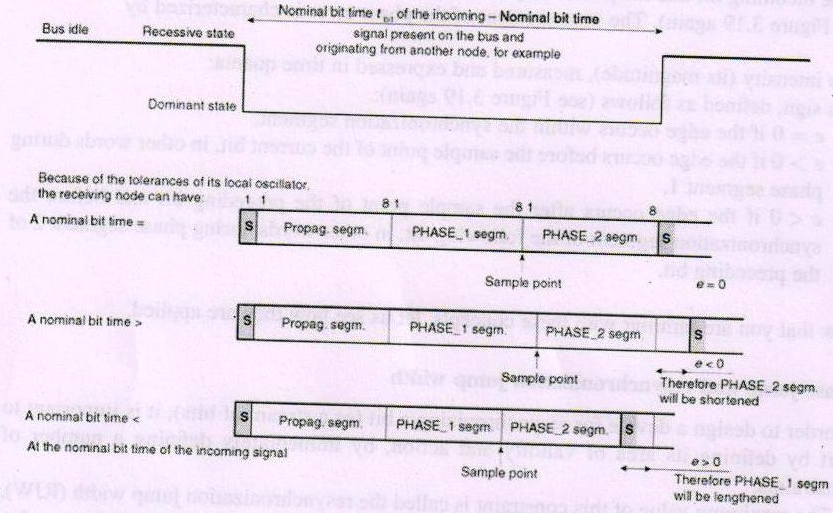 Nominal bit time t bit of the incoming – Nominal bit time
signal present on the bus and
originating from another node, for example
Bus idle
Recessive state
Dominant state
Because of the tolerances of its local oscillator,
the receiving node can have:
1 1 8 1 8 1 8
A nominal bit time =
S Propag. segm. PHASE_1 segm. PHASE_2 segm. S
Sample point
e = 0
A nominal bit time >
S Propag. segm. PHASE_1 segm. PHASE_2 segm. S
Sample point
e < 0
Therefore PHASE_2 segm.
will be shortened
A nominal bit time <
S Propag. segm. PHASE_1 segm. PHASE_2 segm. S
At the nominal bit time of the incoming signal
Sample point
e > 0
Therefore PHASE_1 segm
will be lengthened